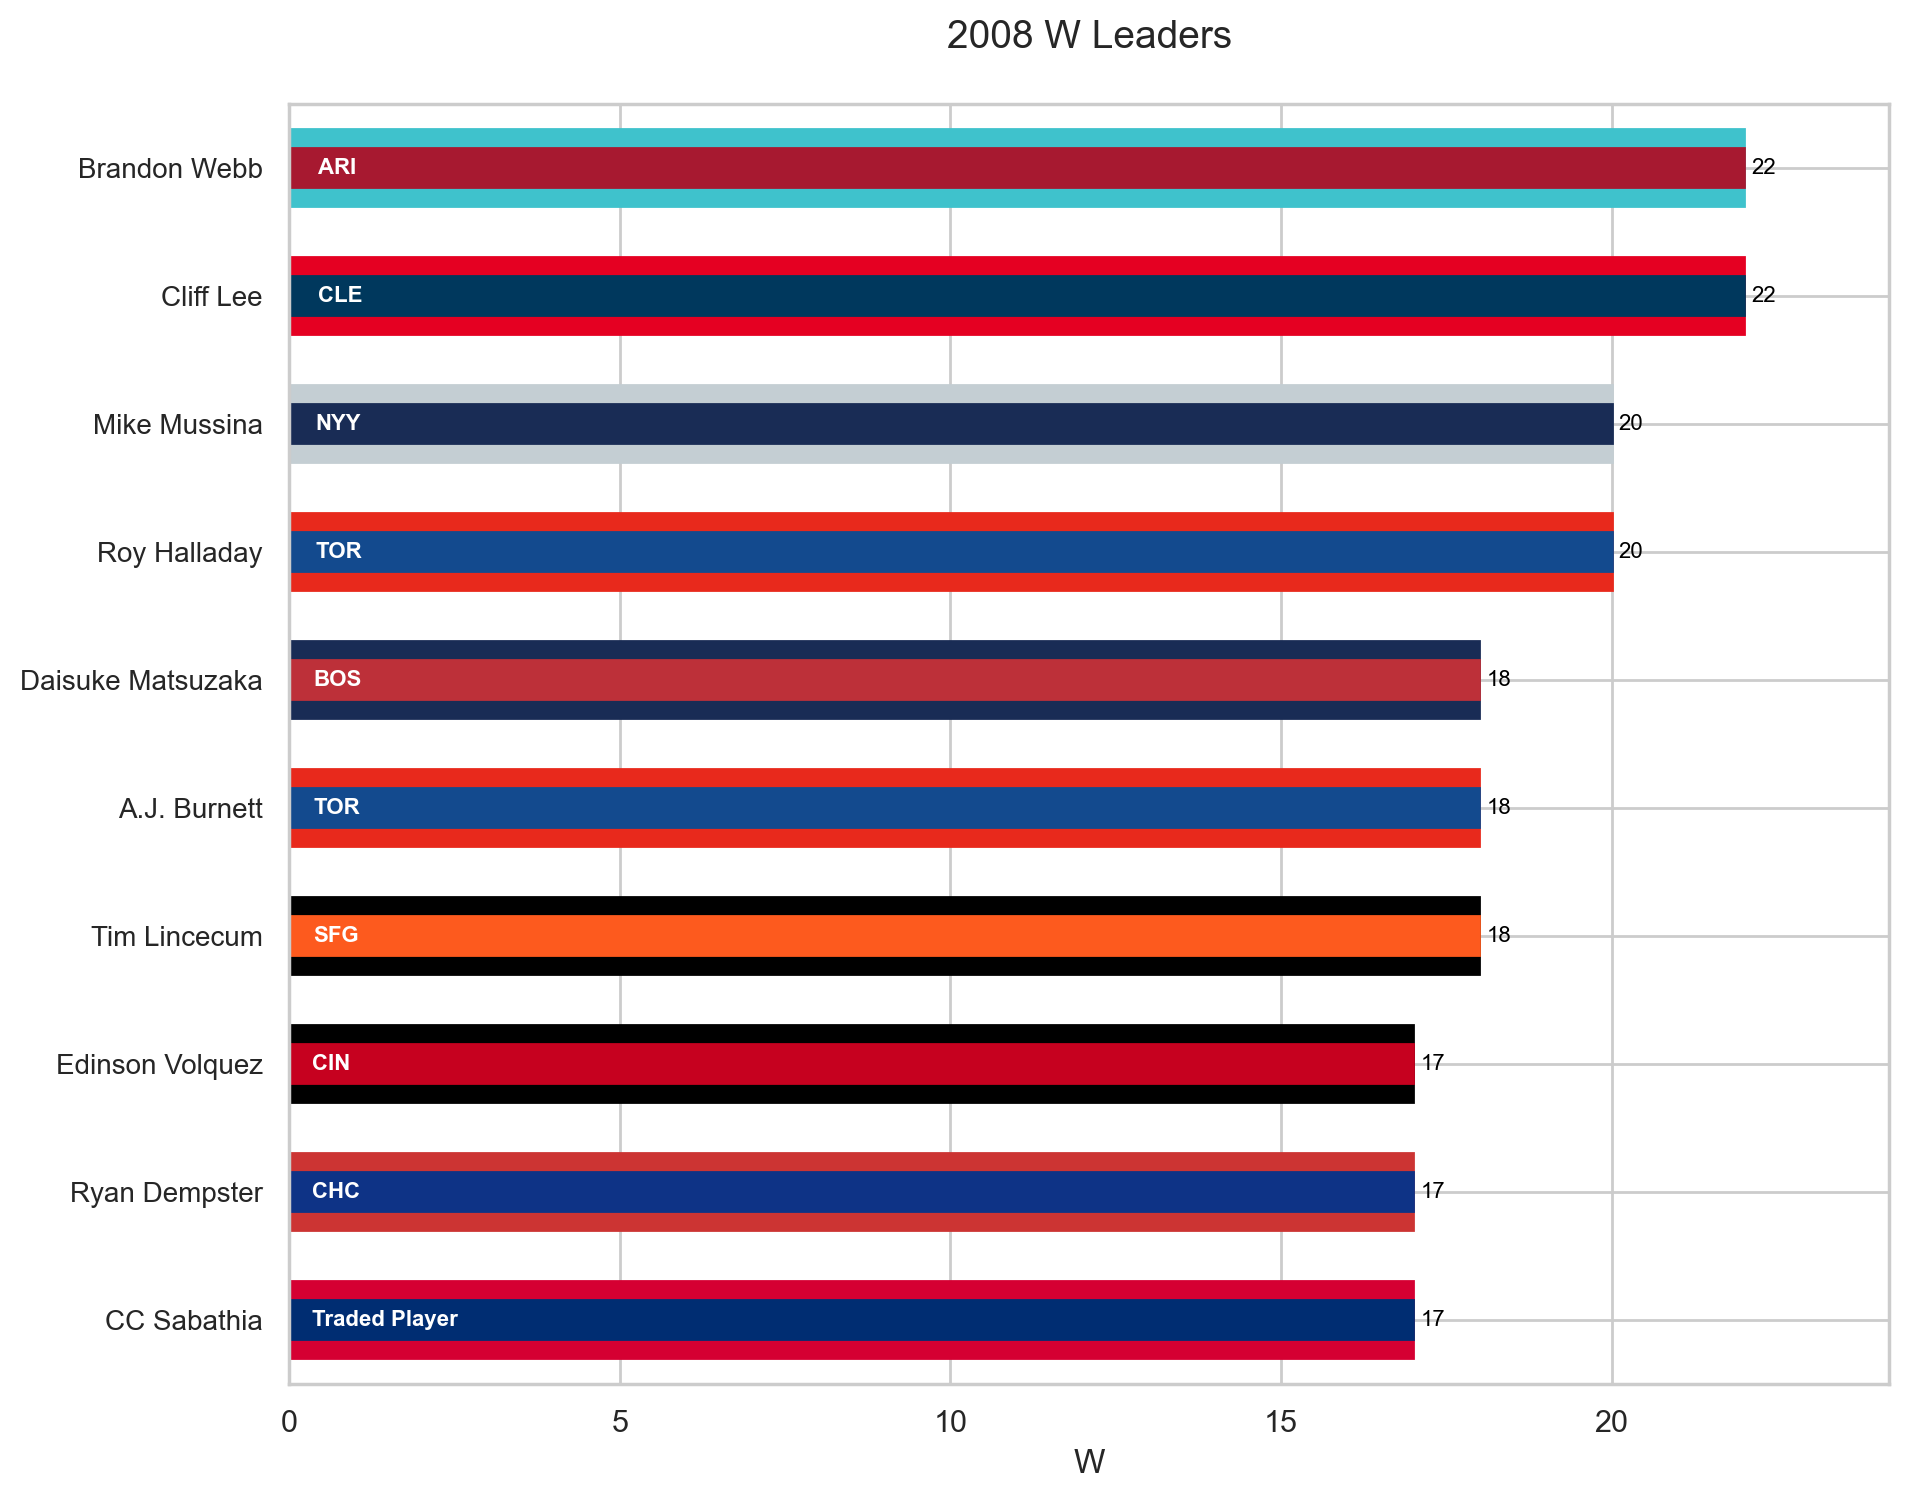 2008 W Leaders
Brandon Webb
ARI
22
Cliff Lee
CLE
22
Mike Mussina
NYY
20
Roy Halladay
TOR
20
Daisuke Matsuzaka
BOS
18
A.J. Burnett
TOR
18
Tim Lincecum
SFG
18
Edinson Volquez
CIN
17
Ryan Dempster
CHC
17
CC Sabathia
Traded Player
17
0 5 10 15 20
W